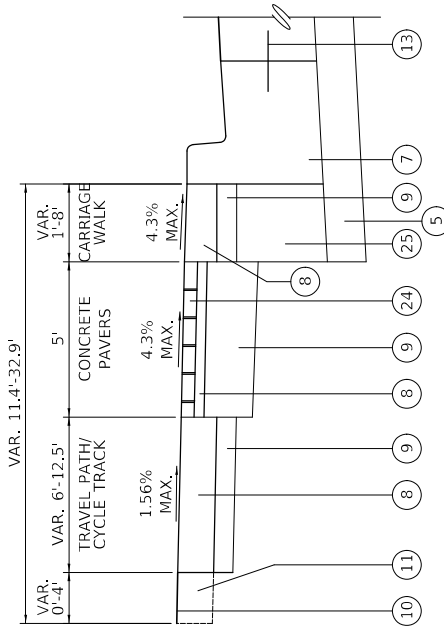 VAR. 11.4'-32.9'
VAR.
0'-4'
VAR. 6'-12.5'
TRAVEL PATH/
CYCLE TRACK
5'
CONCRETE
PAVERS
VAR.
1'-8'
CARRIAGE
WALK
1.56%
MAX.
4.3%
MAX.
4.3%
MAX.
10
11
8
9
8
9
24
8
25
9
5
7
13